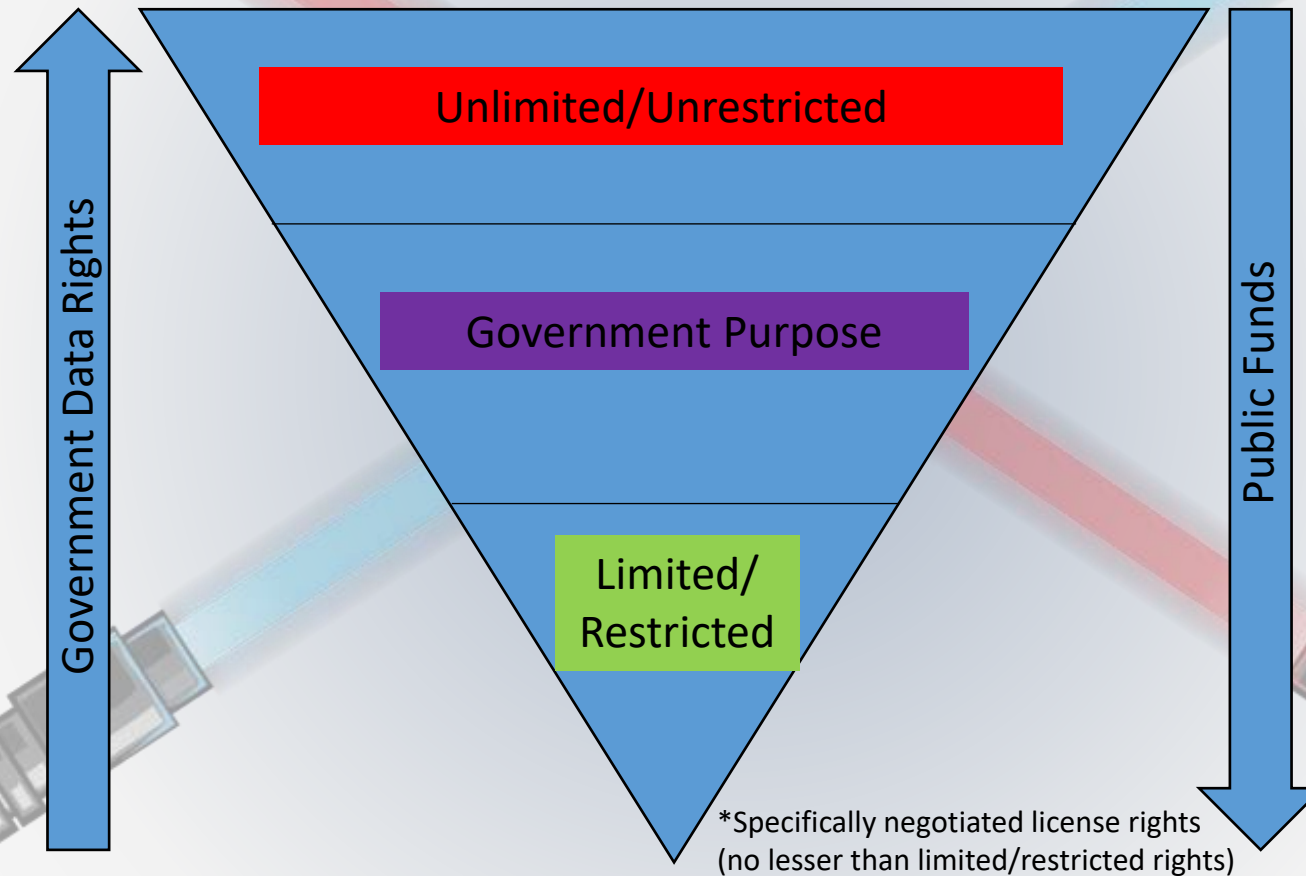 Government Data Rights
Unlimited/Unrestricted
Government Purpose
Limited/
Restricted
Public Funds
*Specifically negotiated license rights
(no lesser than limited/restricted rights)